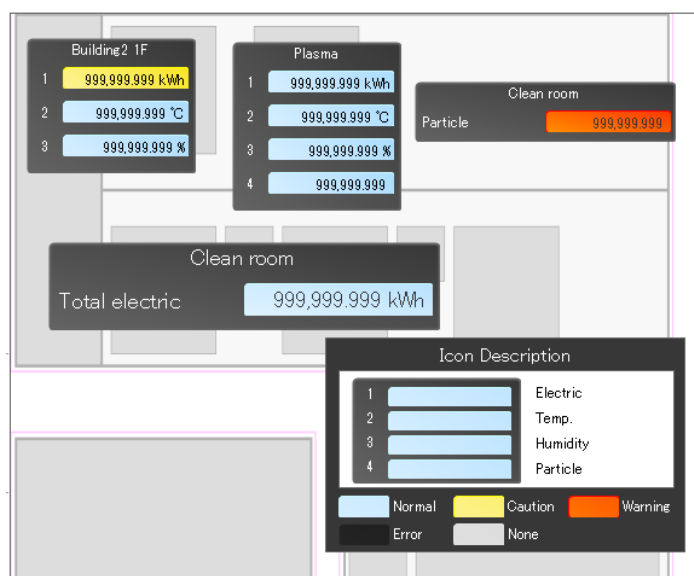 Building2 1F
1 999,999.999 kWh
2 999,999.999 ℃
3 999,999.999 %
Plasma
1 999,999.999 kWh
2 999,999.999 ℃
3 999,999.999 %
4 999,999.999
Clean room
Particle 999,999.999
Clean room
Total electric 999,999.999 kWh
Icon Description
1 Electric
2 Temp.
3 Humidity
4 Particle
Normal Caution Warning
Error None